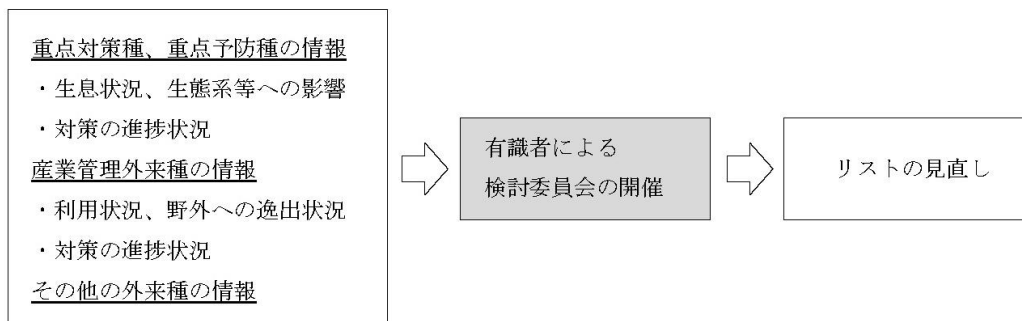 重点対策種、重点予防種の情報
・生息状況、生態系等への影響
・対策の進捗状況
産業管理外来種の情報
・利用状況、野外への逸出状況
・対策の進捗状況
その他の外来種の情報
有識者による
検討委員会の開催
リストの見直し